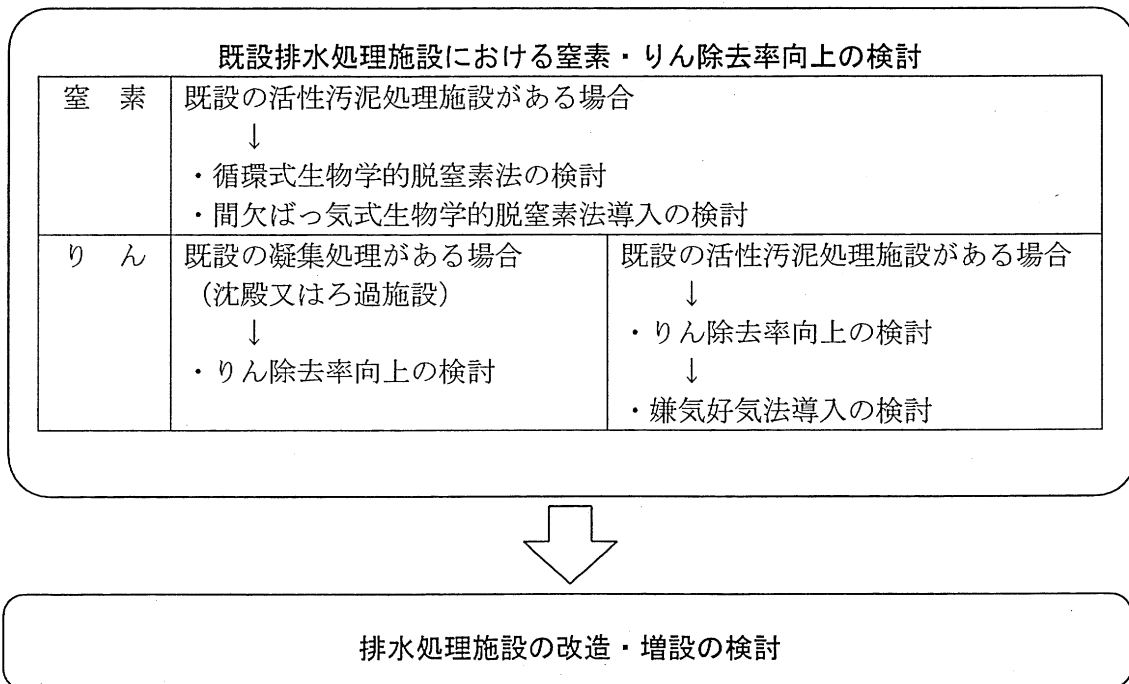 既設排水処理施設における窒素・りん除去率向上の検討
窒 素
既設の活性汚泥処理施設がある場合
↓
・循環式生物学的脱窒素法の検討
・間欠ばっ気式生物学的脱窒素法導入の検討
り ん
既設の凝集処理がある場合
(沈殿又はろ過施設)
↓
・りん除去率向上の検討
既設の活性汚泥処理施設がある場合
↓
・りん除去率向上の検討
↓
・嫌気好気法導入の検討
排水処理施設の改造・増設の検討